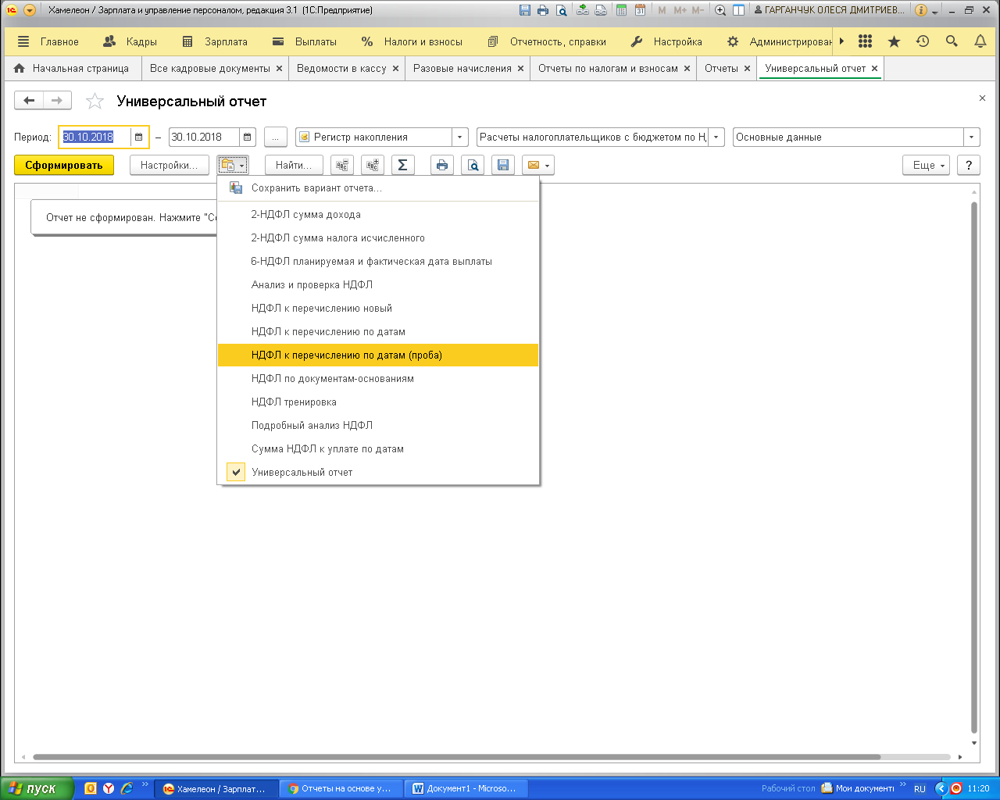 Хамелеон / Зарплата и управление персоналом, редакция 3.1 (1С:Предприятие)
M M+ M- ГАРГАНЧУК ОЛЕСЯ ДМИТРИЕВ...
Главное Кадры Зарплата Выплаты Налоги и взносы Отчетность, справки Настройка Администрирован
Начальная страница Все кадровые документы Ведомости в кассу Разовые начисления Отчеты по налогам и взносам Отчеты Универсальный отчет
Универсальный отчет
Период: 30.10.2018 – 30.10.2018 ... Регистр накопления Расчеты налогоплательщиков с бюджетом по Н, Основные данные
Сформировать Настройки... Найти... Σ Еще ?
Сохранить вариант отчета...
Отчет не сформирован. Нажмите "С
2-НДФЛ сумма дохода
2-НДФЛ сумма налога исчисленного
6-НДФЛ планируемая и фактическая дата выплаты
Анализ и проверка НДФЛ
НДФЛ к перечислению новый
НДФЛ к перечислению по датам
НДФЛ к перечислению по датам (проба)
НДФЛ по документам-основаниям
НДФЛ тренировка
Подробный анализ НДФЛ
Сумма НДФЛ к уплате по датам
Универсальный отчет
пуск Хамелеон / Зарплат... Отчеты на основе у... Документ1 - Microso... Рабочий стол Мои документы RU 11:20